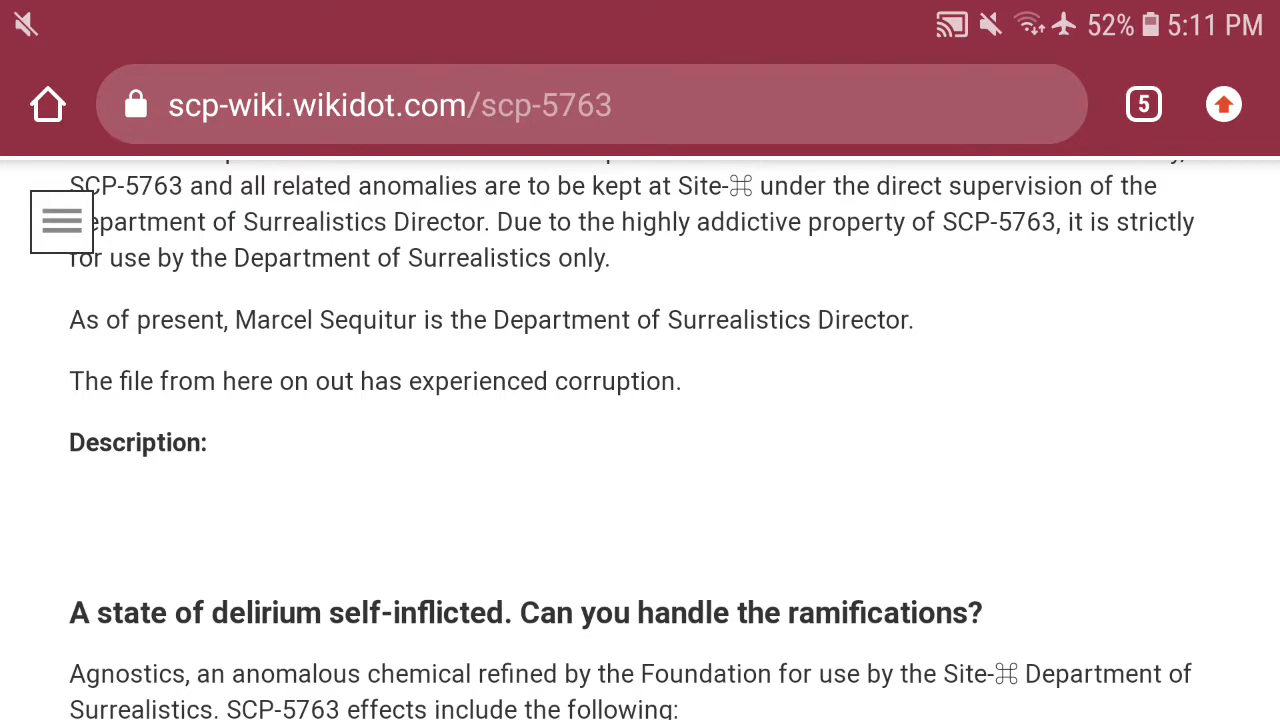 52% 5:11 PM
scp-wiki.wikidot.com/scp-5763
5
SCP-5763 and all related anomalies are to be kept at Site-⌘ under the direct supervision of the
epartment of Surrealistics Director. Due to the highly addictive property of SCP-5763, it is strictly
for use by the Department of Surrealistics only.
As of present, Marcel Sequitur is the Department of Surrealistics Director.
The file from here on out has experienced corruption.
Description:
A state of delirium self-inflicted. Can you handle the ramifications?
Agnostics, an anomalous chemical refined by the Foundation for use by the Site-⌘ Department of
Surrealistics. SCP-5763 effects include the following: